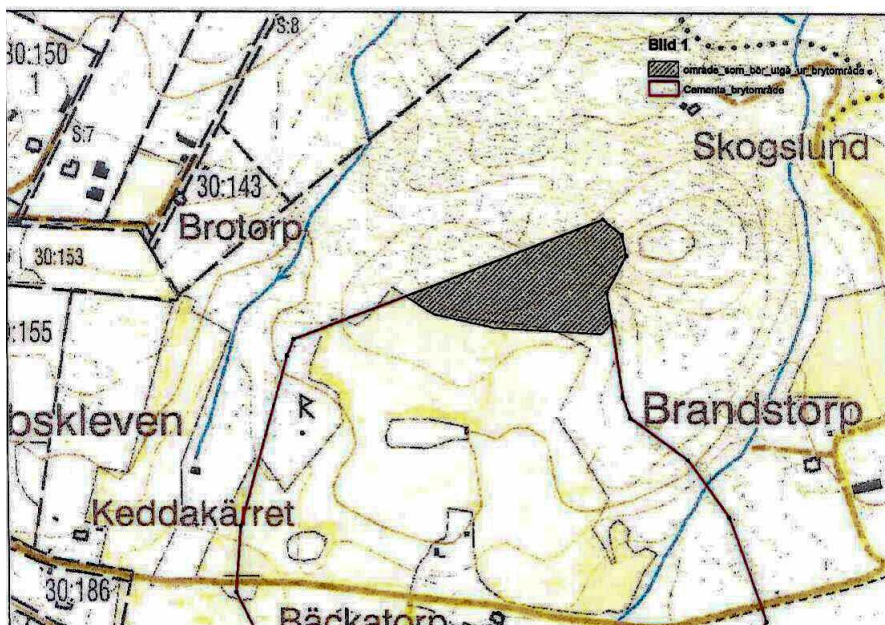 S:8
Bild 1
område_som_bör_utgå_ur_brytområde
Cementa_brytområde
30:150
1
S:7
Skogslund
30:143
Brotorp
30:153
:155
Brandstorp
bskleven
R
Keddakärret
30:186
Bäckatorp